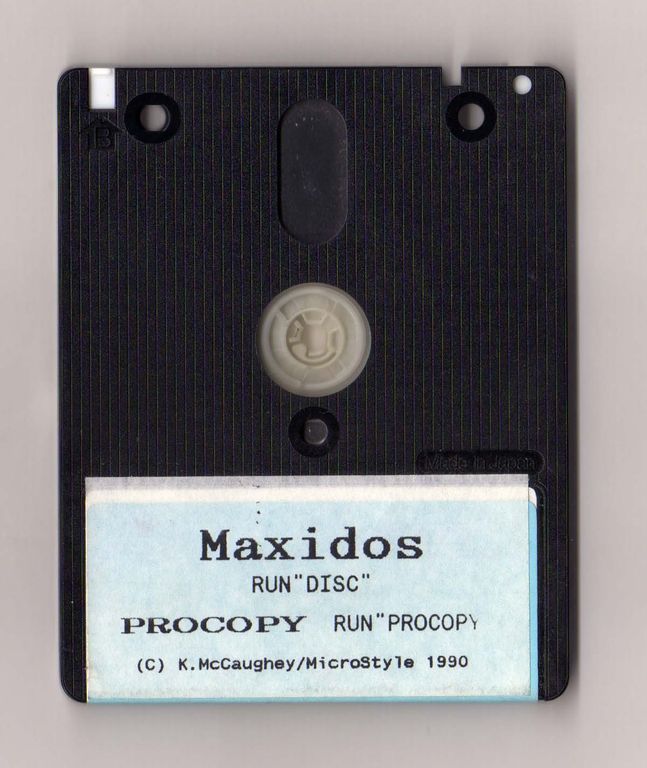 B
Made in Japan
Maxidos
RUN"DISC"
PROCOPY RUN"PROCOPY
(C) K.McCaughey/MicroStyle 1990